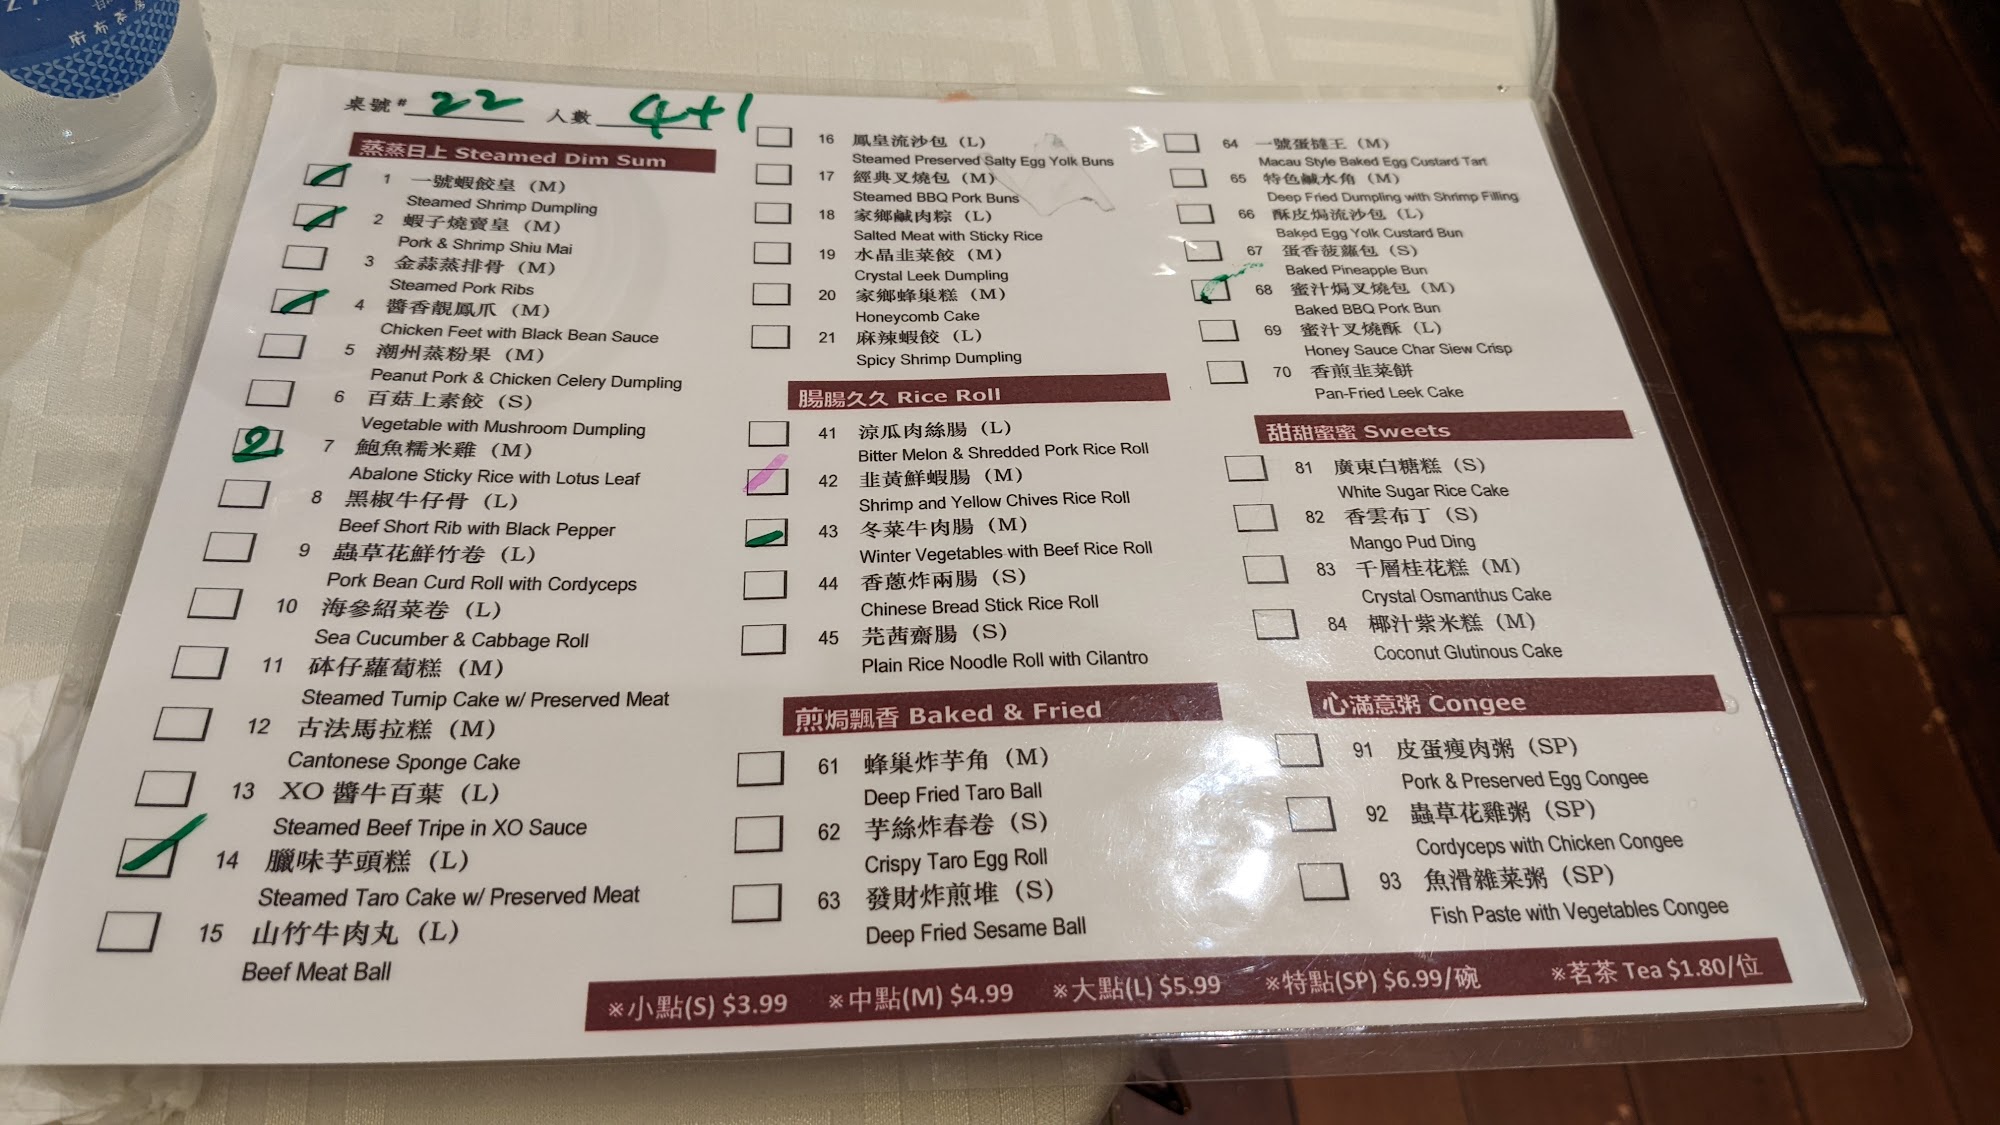 麻布茶房
桌號# 22 人數 4+1
蒸蒸日上 Steamed Dim Sum
1 一號蝦餃皇 (M)
Steamed Shrimp Dumpling
2 蝦子燒賣皇 (M)
Pork & Shrimp Shiu Mai
3 金蒜蒸排骨 (M)
Steamed Pork Ribs
4 醬香靚鳳爪 (M)
Chicken Feet with Black Bean Sauce
5 潮州蒸粉果 (M)
Peanut Pork & Chicken Celery Dumpling
6 百菇上素餃 (S)
Vegetable with Mushroom Dumpling
2 7 鮑魚糯米雞 (M)
Abalone Sticky Rice with Lotus Leaf
8 黑椒牛仔骨 (L)
Beef Short Rib with Black Pepper
9 蟲草花鮮竹卷 (L)
Pork Bean Curd Roll with Cordyceps
10 海參紹菜卷 (L)
Sea Cucumber & Cabbage Roll
11 砵仔蘿蔔糕 (M)
Steamed Turnip Cake w/ Preserved Meat
12 古法馬拉糕 (M)
Cantonese Sponge Cake
13 XO 醬牛百葉 (L)
Steamed Beef Tripe in XO Sauce
14 臘味芋頭糕 (L)
Steamed Taro Cake w/ Preserved Meat
15 山竹牛肉丸 (L)
Beef Meat Ball
16 鳳皇流沙包 (L)
Steamed Preserved Salty Egg Yolk Buns
17 經典叉燒包 (M)
Steamed BBQ Pork Buns
18 家鄉鹹肉粽 (L)
Salted Meat with Sticky Rice
19 水晶韭菜餃 (M)
Crystal Leek Dumpling
20 家鄉蜂巢糕 (M)
Honeycomb Cake
21 麻辣蝦餃 (L)
Spicy Shrimp Dumpling
腸腸久久 Rice Roll
41 涼瓜肉絲腸 (L)
Bitter Melon & Shredded Pork Rice Roll
42 韭黃鮮蝦腸 (M)
Shrimp and Yellow Chives Rice Roll
43 冬菜牛肉腸 (M)
Winter Vegetables with Beef Rice Roll
44 香蔥炸兩腸 (S)
Chinese Bread Stick Rice Roll
45 芫茜齋腸 (S)
Plain Rice Noodle Roll with Cilantro
煎焗飄香 Baked & Fried
61 蜂巢炸芋角 (M)
Deep Fried Taro Ball
62 芋絲炸春卷 (S)
Crispy Taro Egg Roll
63 發財炸煎堆 (S)
Deep Fried Sesame Ball
64 一號蛋撻王 (M)
Macau Style Baked Egg Custard Tart
65 特色鹹水角 (M)
Deep Fried Dumpling with Shrimp Filling
66 酥皮焗流沙包 (L)
Baked Egg Yolk Custard Bun
67 蛋香菠蘿包 (S)
Baked Pineapple Bun
68 蜜汁焗叉燒包 (M)
Baked BBQ Pork Bun
69 蜜汁叉燒酥 (L)
Honey Sauce Char Siew Crisp
70 香煎韭菜餅
Pan-Fried Leek Cake
甜甜蜜蜜 Sweets
81 廣東白糖糕 (S)
White Sugar Rice Cake
82 香雲布丁 (S)
Mango Pud Ding
83 千層桂花糕 (M)
Crystal Osmanthus Cake
84 椰汁紫米糕 (M)
Coconut Glutinous Cake
心滿意粥 Congee
91 皮蛋瘦肉粥 (SP)
Pork & Preserved Egg Congee
92 蟲草花雞粥 (SP)
Cordyceps with Chicken Congee
93 魚滑雜菜粥 (SP)
Fish Paste with Vegetables Congee
※小點(S) $3.99 ※中點(M) $4.99 ※大點(L) $5.99 ※特點(SP) $6.99/碗 ※茗茶 Tea $1.80/位